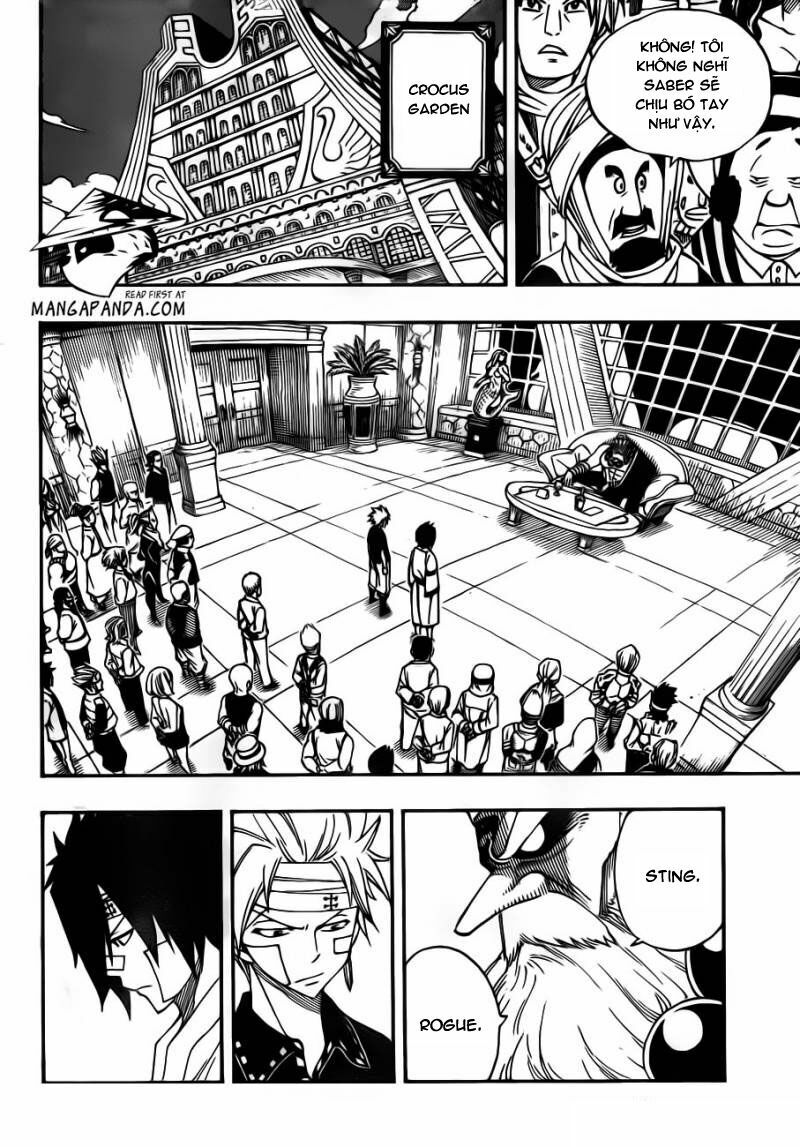 CROCUS
GARDEN
KHÔNG! TÔI
KHÔNG NGHĨ
SABER SẼ
CHỊU BÓ TAY
NHƯ VẬY.
READ FIRST AT
MANGAPANDA.COM
STING.
ROGUE.